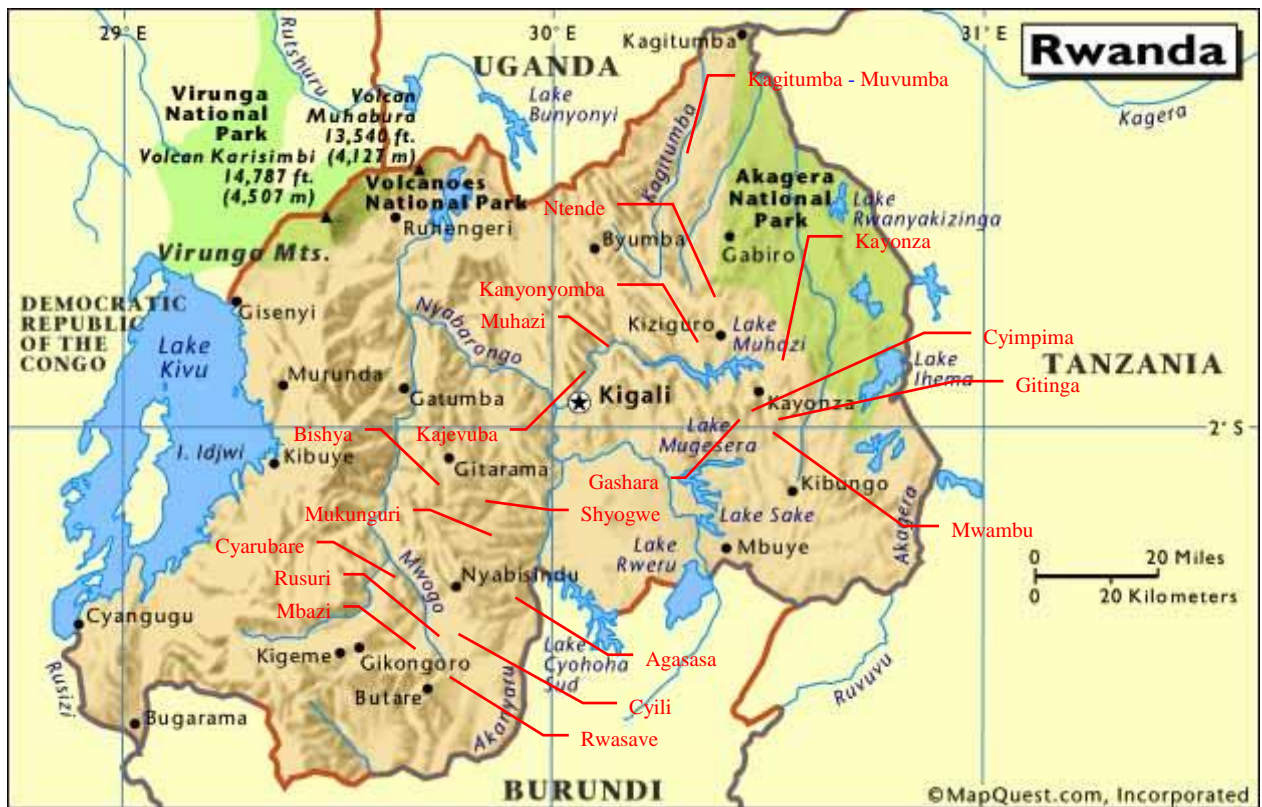 29°E
30°E
31°E
Rwanda
Rutshuru
Kagitumba
UGANDA
Kagitumba - Muvumba
Virunga
National
Park
Volcan
Muhabura
13,540 ft.
(4,127 m)
Lake
Bunyonyi
Kagera
Volcan Karisimbi
14,787 ft.
(4,507 m)
Volcanoes
National Park
Kagitumba
Akagera
National
Park
Lake
Rwanyakizinga
Ntende
Ruhengeri
Byumba
Gabiro
Kayonza
Virunga Mts.
Kanyonyomba
DEMOCRATIC
REPUBLIC
OF THE
CONGO
Gisenyi
Nyabarongo
Muhazi
Kiziguro
Lake
Muhazi
Cyimpima
Lake
Kivu
Lake
Ihema
TANZANIA
Murunda
Gatumba
Kigali
Kayonza
Gitinga
Bishya
Kajevuba
Lake
Mugesera
2°S
I. Idjwi
Kibuye
Gitarama
Gashara
Kibungo
Mukunguri
Shyogwe
Lake Sake
Akagera
Mwambu
Cyarubare
Lake
Rweru
Mbuye
0 20 Miles
0 20 Kilometers
Rusuri
Mwogo
Nyabisindu
Mbazi
Cyangugu
Kigeme
Gikongoro
Lake
Cyohoha
Sud
Agasasa
Rusizi
Butare
Akanyaru
Cyili
Ruvuvu
Bugarama
Rwasave
BURUNDI
©MapQuest.com, Incorporated